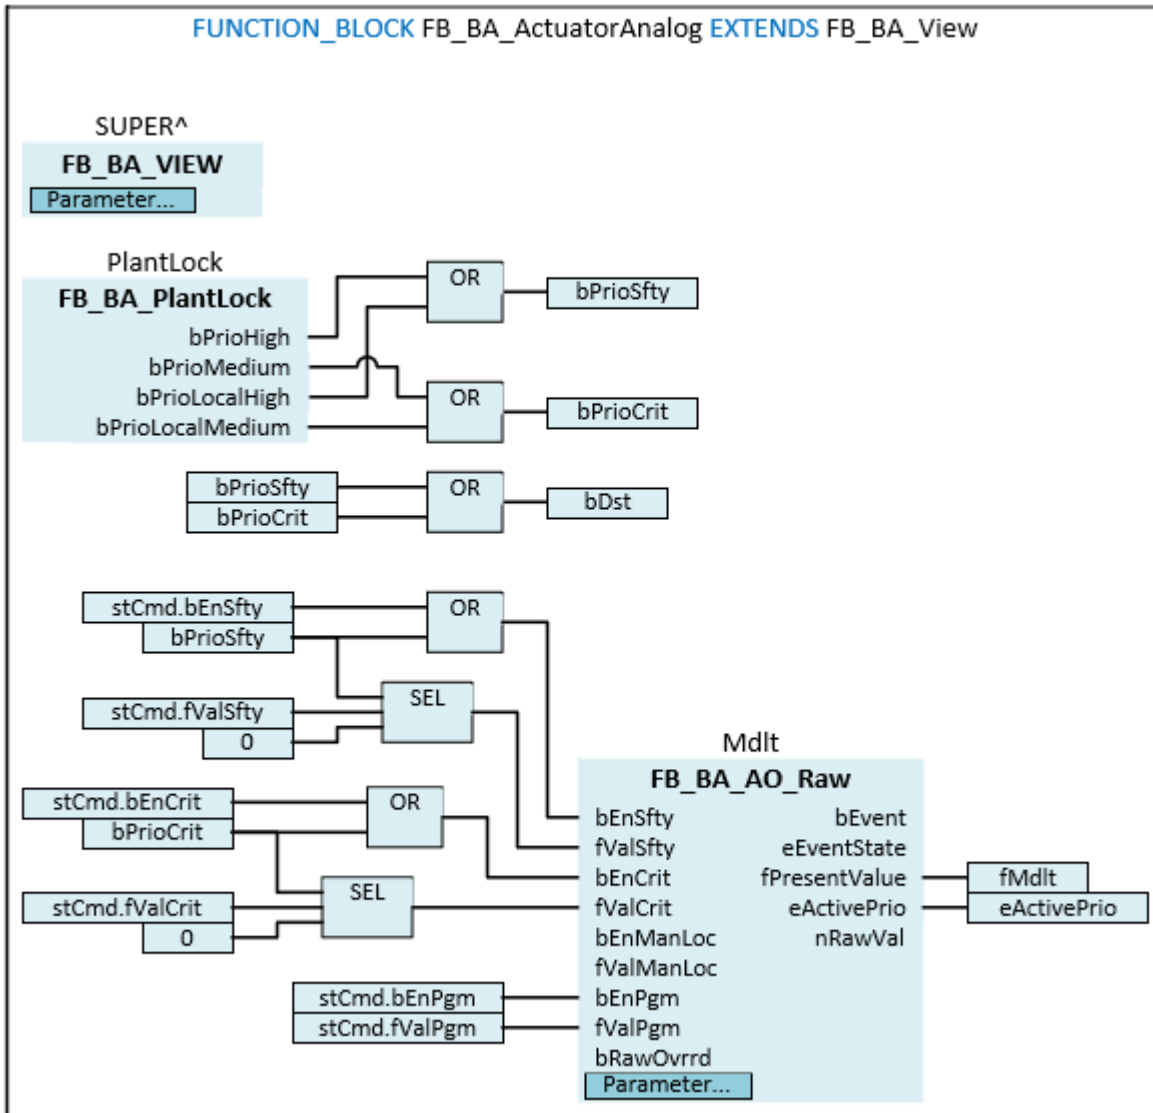 FUNCTION_BLOCK FB_BA_ActuatorAnalog EXTENDS FB_BA_View
SUPER^
FB_BA_VIEW
Parameter...
PlantLock
FB_BA_PlantLock
bPrioHigh
bPrioMedium
bPrioLocalHigh
bPrioLocalMedium
OR
bPrioSfty
OR
bPrioCrit
bPrioSfty
bPrioCrit
OR
bDst
stCmd.bEnSfty
bPrioSfty
OR
stCmd.fValSfty
0
SEL
stCmd.bEnCrit
bPrioCrit
OR
stCmd.fValCrit
0
SEL
stCmd.bEnPgm
stCmd.fValPgm
Mdlt
FB_BA_AO_Raw
bEnSfty bEvent
fValSfty eEventState
bEnCrit fPresentValue
fValCrit eActivePrio
bEnManLoc nRawVal
fValManLoc
bEnPgm
fValPgm
bRawOvrrd
Parameter...
fMdlt
eActivePrio